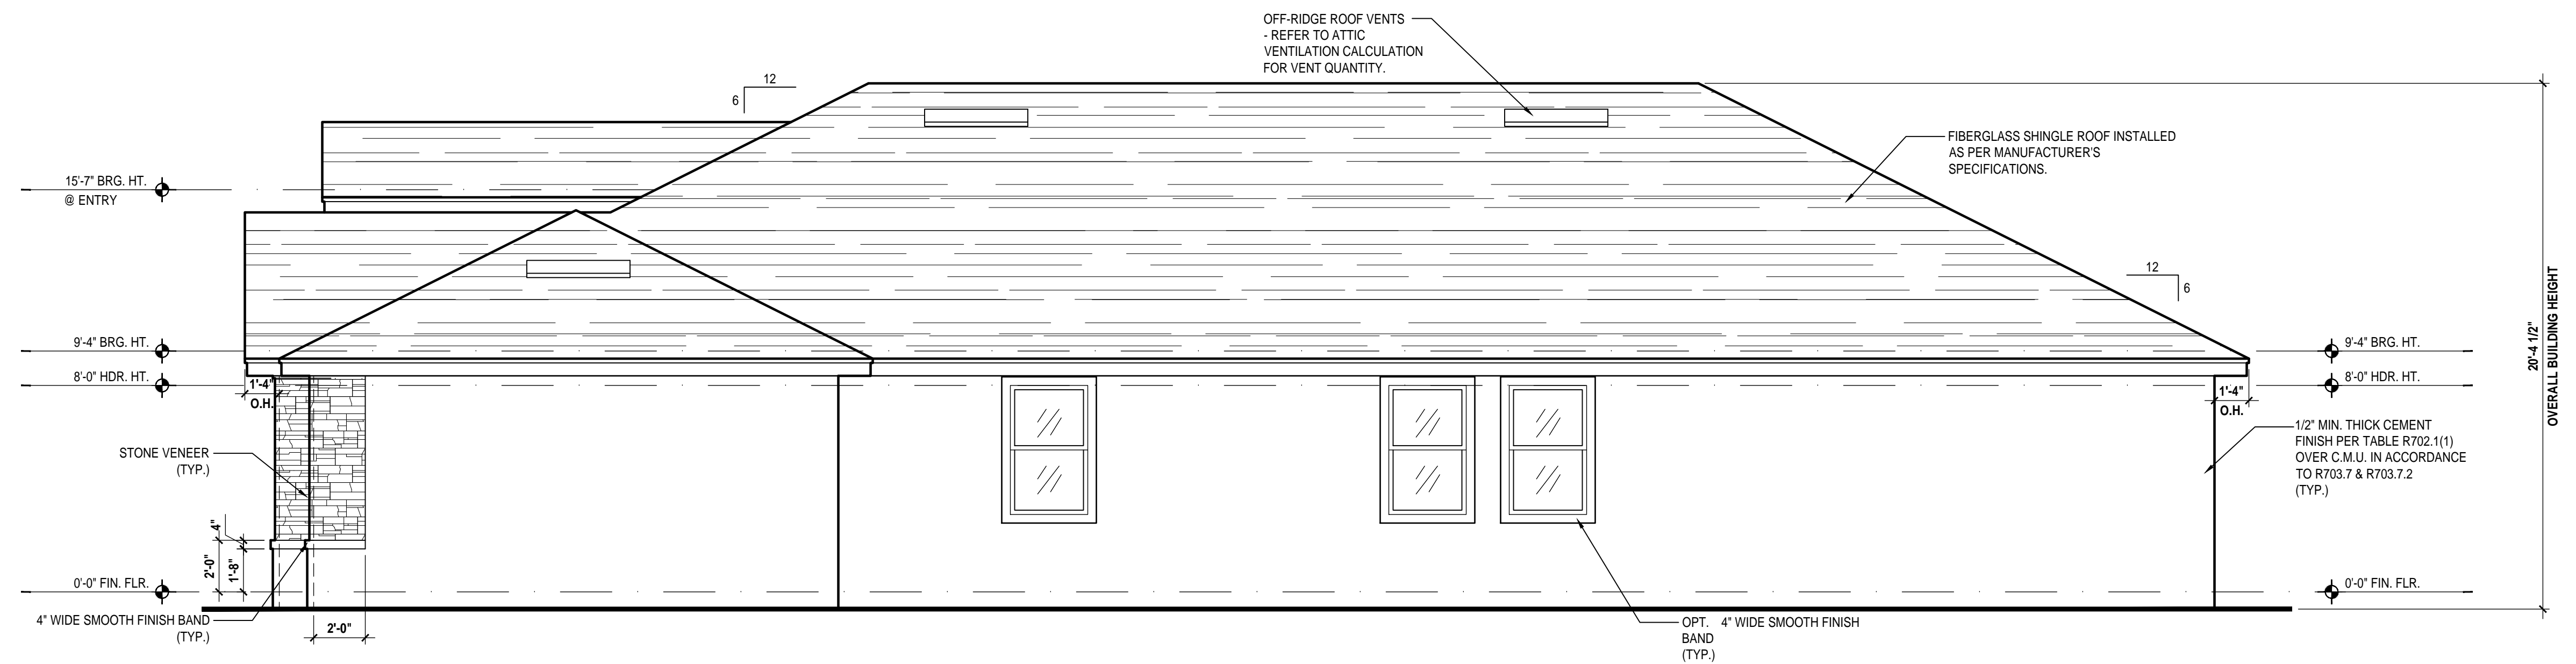 OFF-RIDGE ROOF VENTS
- REFER TO ATTIC
VENTILATION CALCULATION
FOR VENT QUANTITY.
12
6
FIBERGLASS SHINGLE ROOF INSTALLED
AS PER MANUFACTURER'S
SPECIFICATIONS.
15'-7" BRG. HT.
@ ENTRY
12
6
20'-4 1/2"
OVERALL BUILDING HEIGHT
9'-4" BRG. HT.
9'-4" BRG. HT.
8'-0" HDR. HT.
8'-0" HDR. HT.
1'-4"
O.H.
1'-4"
O.H.
STONE VENEER
(TYP.)
1/2" MIN. THICK CEMENT
FINISH PER TABLE R702.1(1)
OVER C.M.U. IN ACCORDANCE
TO R703.7 & R703.7.2
(TYP.)
4"
2'-0"
1'-8"
0'-0" FIN. FLR.
0'-0" FIN. FLR.
4" WIDE SMOOTH FINISH BAND
(TYP.)
2'-0"
OPT. 4" WIDE SMOOTH FINISH
BAND
(TYP.)